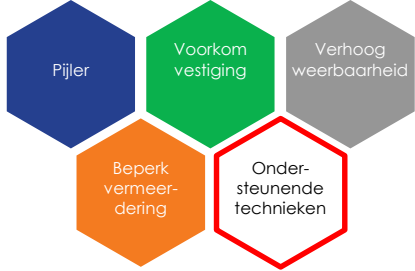 Pijler
Voorkom
vestiging
Verhoog
weerbaarheid
Beperk
vermeer-
dering
Onder-
steunende
technieken